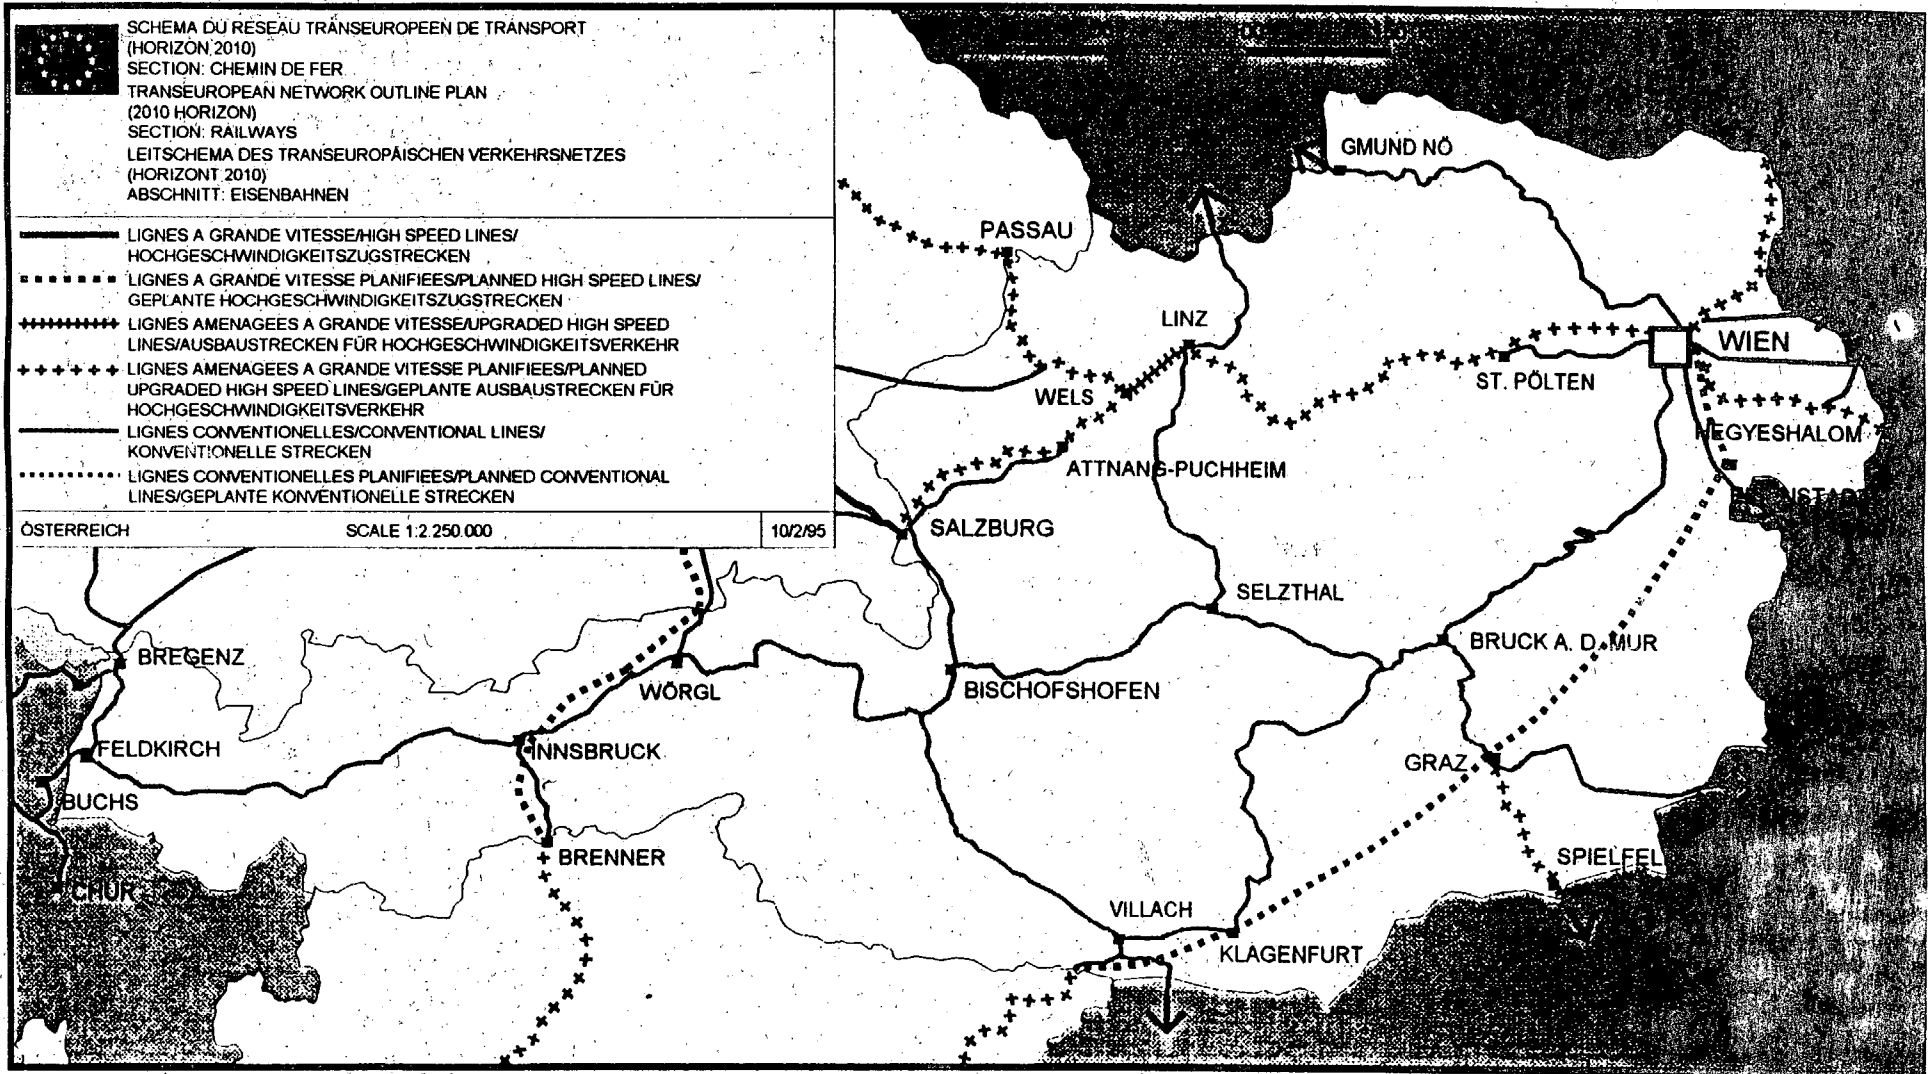 SCHEMA DU RESEAU TRANSEUROPEEN DE TRANSPORT
(HORIZON 2010)
SECTION: CHEMIN DE FER
TRANSEUROPEAN NETWORK OUTLINE PLAN
(2010 HORIZON)
SECTION: RAILWAYS
LEITSCHEMA DES TRANSEUROPÄISCHEN VERKEHRSNETZES
(HORIZONT 2010)
ABSCHNITT: EISENBAHNEN
LIGNES A GRANDE VITESSE/HIGH SPEED LINES/
HOCHGESCHWINDIGKEITSZUGSTRECKEN
LIGNES A GRANDE VITESSE PLANIFIEES/PLANNED HIGH SPEED LINES/
GEPLANTE HOCHGESCHWINDIGKEITSZUGSTRECKEN
LIGNES AMENAGEES A GRANDE VITESSE/UPGRADED HIGH SPEED
LINES/AUSBAUSTRECKEN FÜR HOCHGESCHWINDIGKEITSVERKEHR
LIGNES AMENAGEES A GRANDE VITESSE PLANIFIEES/PLANNED
UPGRADED HIGH SPEED LINES/GEPLANTE AUSBAUSTRECKEN FÜR
HOCHGESCHWINDIGKEITSVERKEHR
LIGNES CONVENTIONELLES/CONVENTIONAL LINES/
KONVENTIONELLE STRECKEN
LIGNES CONVENTIONELLES PLANIFIEES/PLANNED CONVENTIONAL
LINES/GEPLANTE KONVENTIONELLE STRECKEN
ÖSTERREICH SCALE 1:2.250.000 10/2/95
GMUND NÖ
PASSAU
LINZ
WIEN
WELS
ST. PÖLTEN
HEGYESHALOM
ATTNANG-PUCHHEIM
EISENSTADT
SALZBURG
SELZTHAL
BRUCK A. D. MUR
BREGENZ
WÖRGL
BISCHOFSHOFEN
FELDKIRCH
INNSBRUCK
GRAZ
BUCHS
BRENNER
SPIELFEL
CHUR
VILLACH
KLAGENFURT